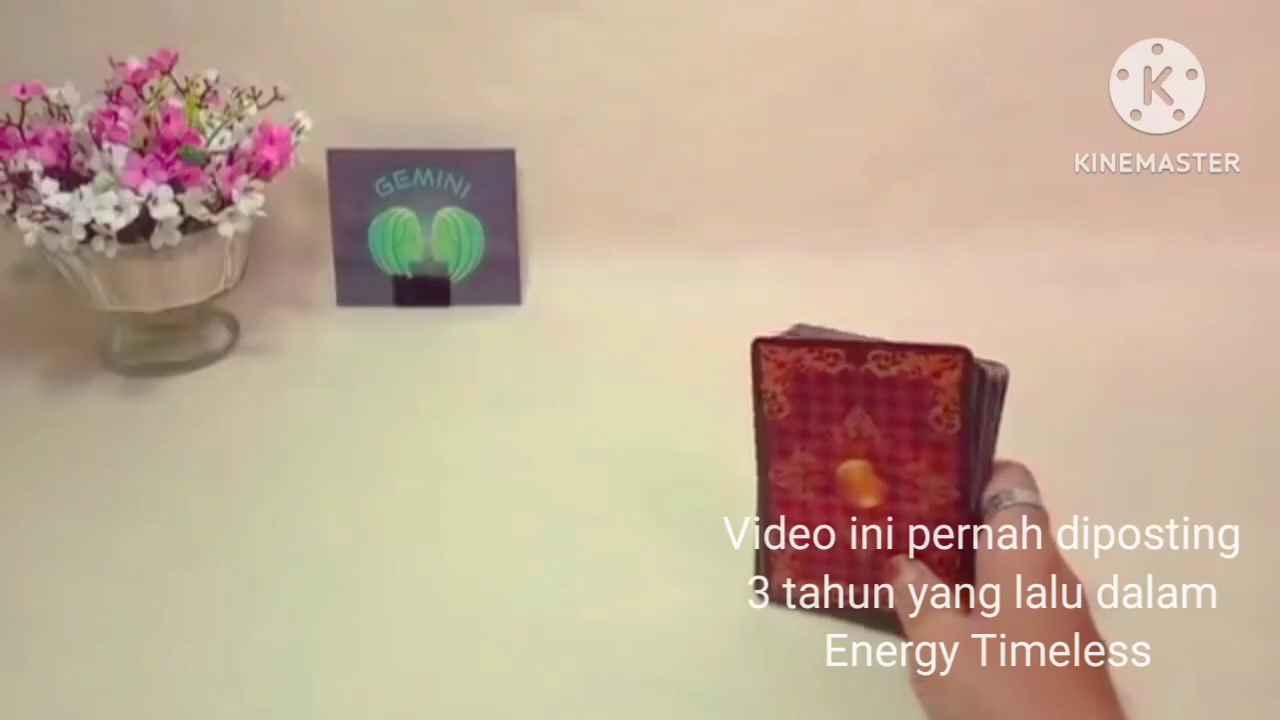 GEMINI
K
KINEMASTER
Video ini pernah diposting
3 tahun yang lalu dalam
Energy Timeless